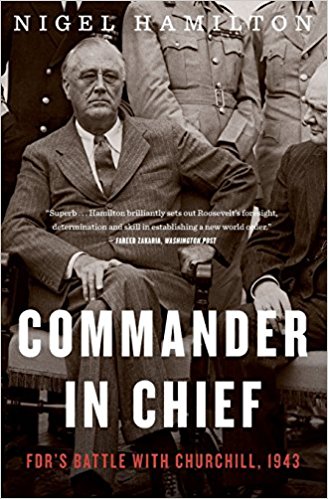 NIGEL HAMILTON
"Superb . . . Hamilton brilliantly sets out Roosevelt's foresight,
determination and skill in establishing a new world order."
— FAREED ZAKARIA, WASHINGTON POST
COMMANDER
IN CHIEF
FDR'S BATTLE WITH CHURCHILL, 1943